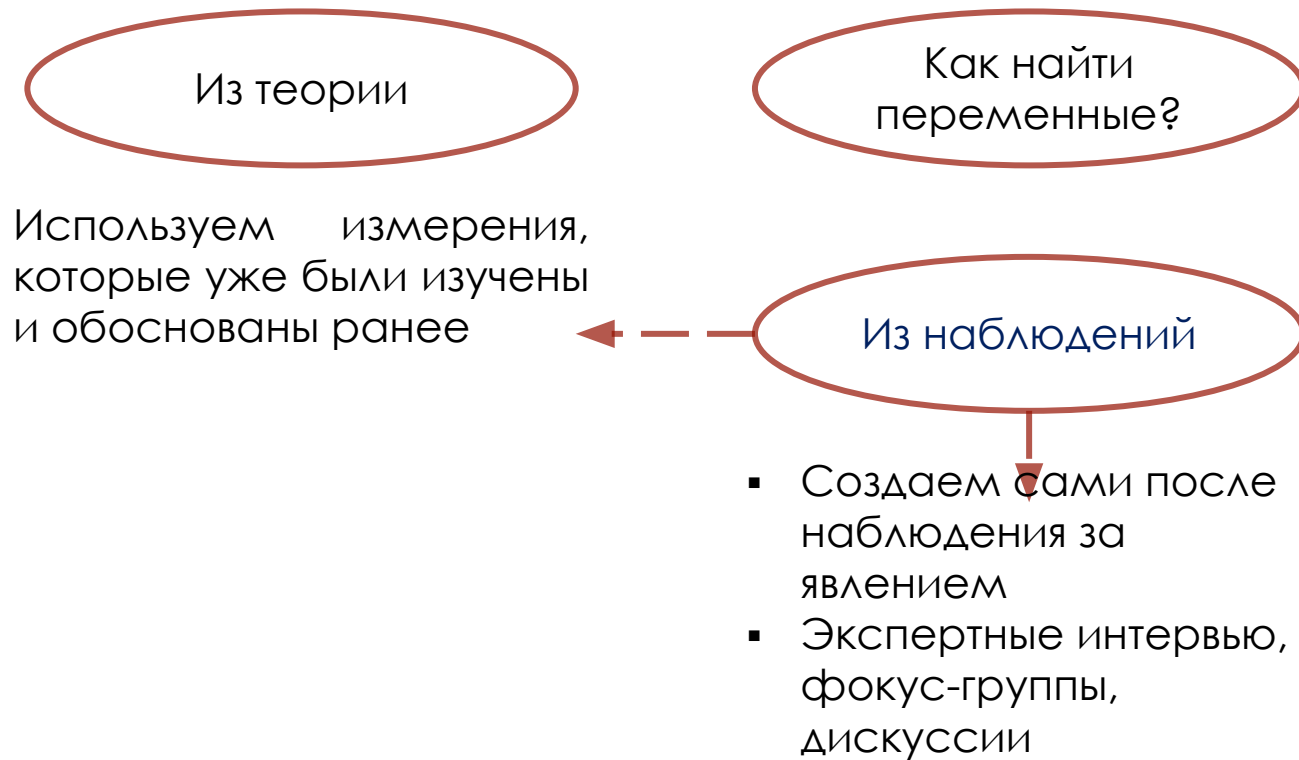 Из теории
Как найти
переменные?
Используем измерения,
которые уже были изучены
и обоснованы ранее
Из наблюдений
▪ Создаем сами после
наблюдения за
явлением
▪ Экспертные интервью,
фокус-группы,
дискуссии